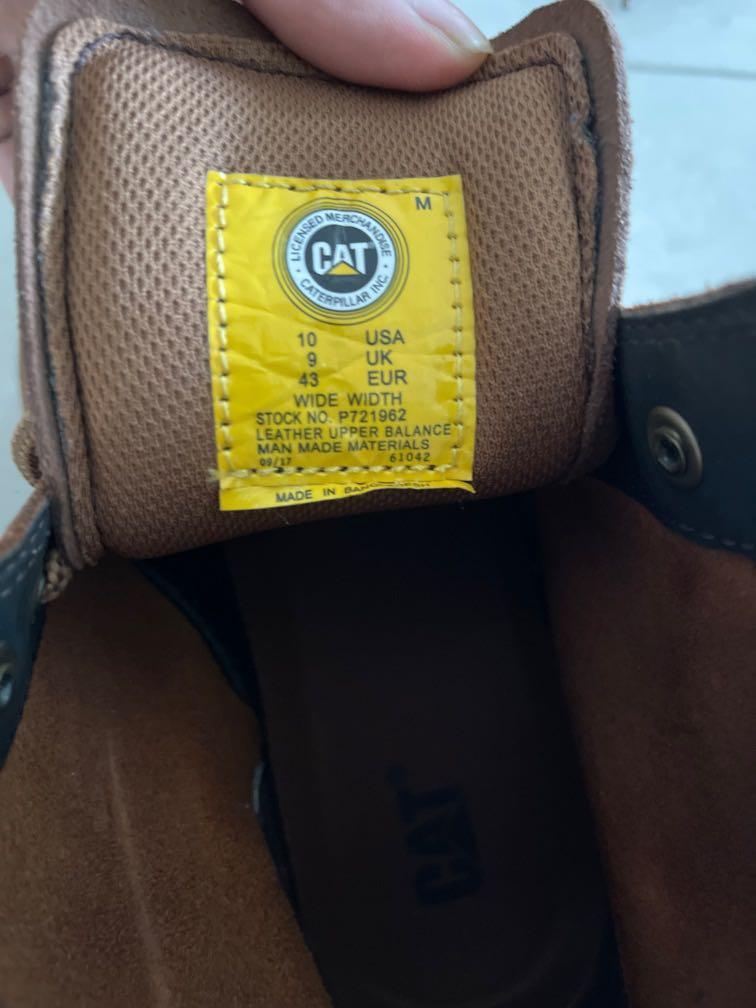 M
LICENSED MERCHANDISE
CAT
CATERPILLAR INC.
10 USA
9 UK
43 EUR
WIDE WIDTH
STOCK NO. P721962
LEATHER UPPER BALANCE
MAN MADE MATERIALS
09/17 61042
MADE IN BANGLADESH
CAT